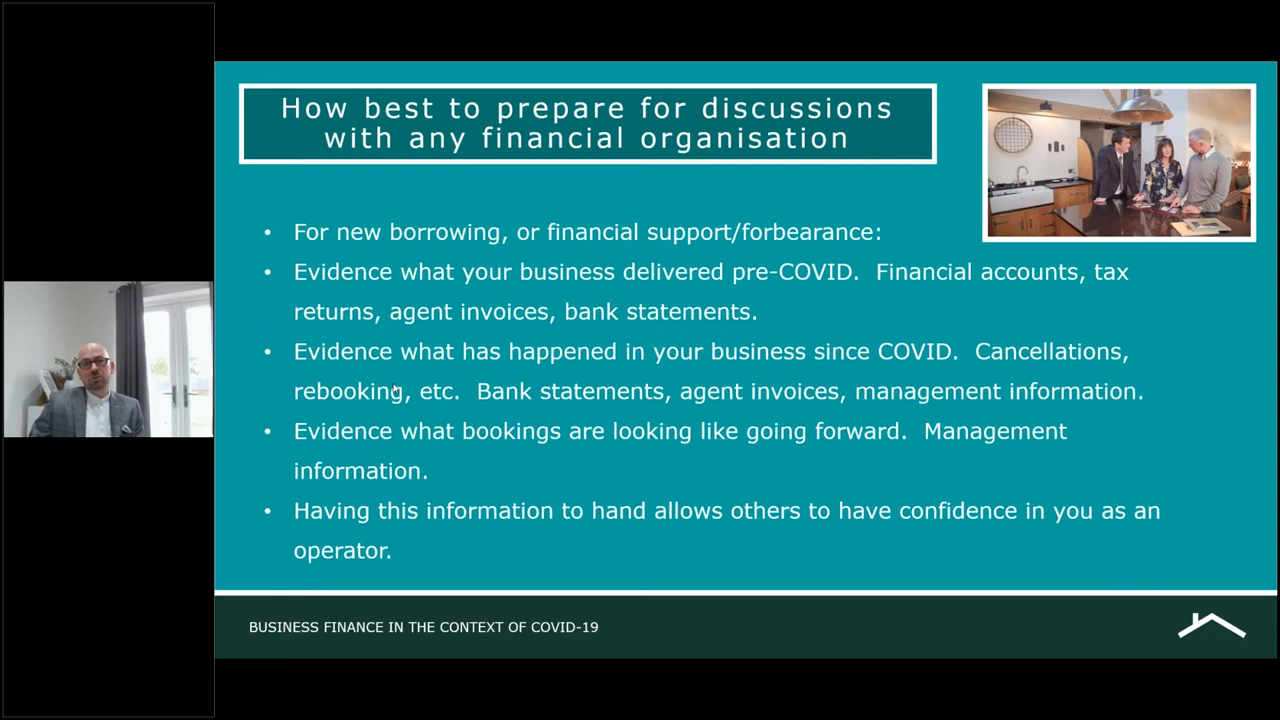 How best to prepare for discussions
with any financial organisation
• For new borrowing, or financial support/forbearance:
• Evidence what your business delivered pre-COVID.  Financial accounts, tax
returns, agent invoices, bank statements.
• Evidence what has happened in your business since COVID.  Cancellations,
rebooking, etc.  Bank statements, agent invoices, management information.
• Evidence what bookings are looking like going forward.  Management
information.
• Having this information to hand allows others to have confidence in you as an
operator.
BUSINESS FINANCE IN THE CONTEXT OF COVID-19